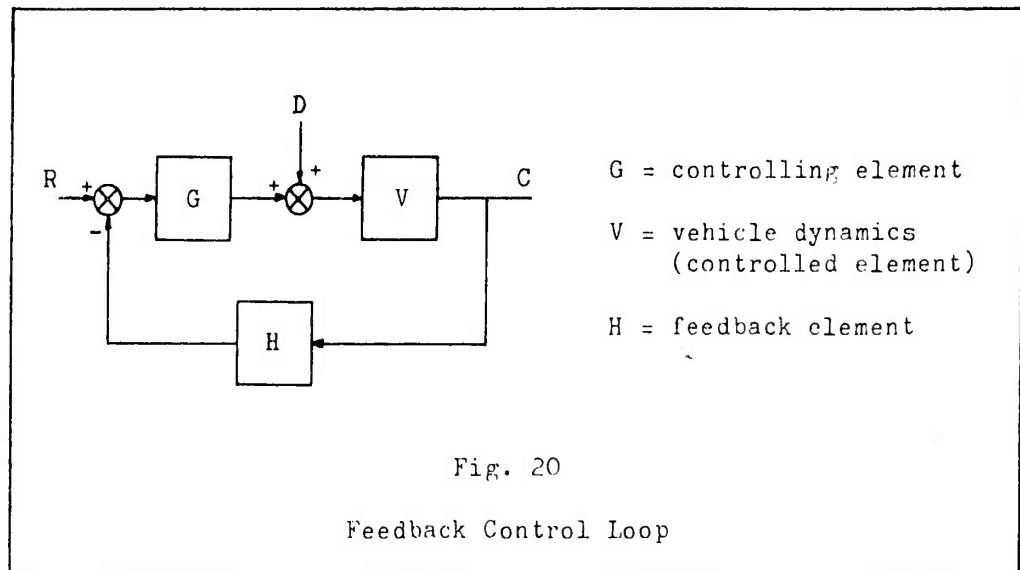 D
R + G + + V C
-
H
G = controlling element
V = vehicle dynamics
(controlled element)
H = feedback element
Fig. 20
Feedback Control Loop